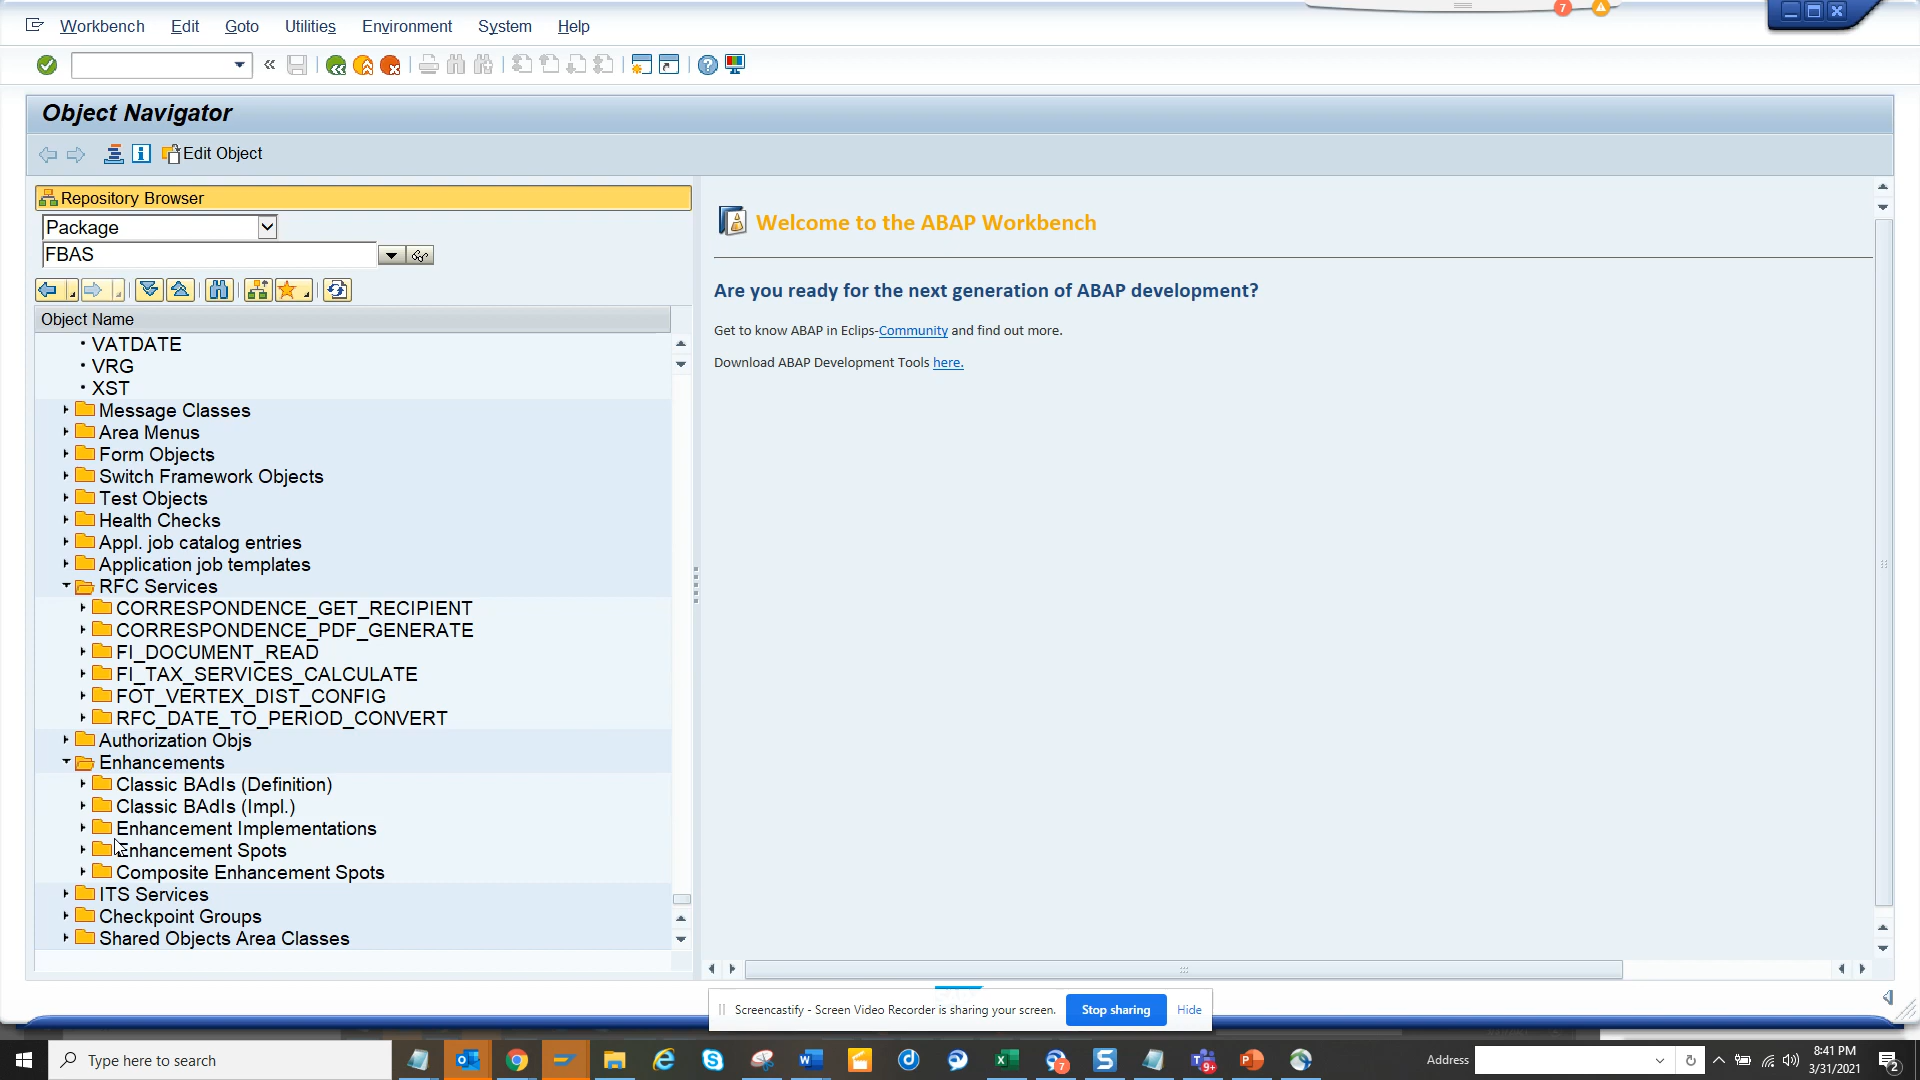 Workbench Edit Goto Utilities Environment System Help
7
Object Navigator
Edit Object
Repository Browser
Package
FBAS
Object Name
VATDATE
VRG
XST
Message Classes
Area Menus
Form Objects
Switch Framework Objects
Test Objects
Health Checks
Appl. job catalog entries
Application job templates
RFC Services
CORRESPONDENCE_GET_RECIPIENT
CORRESPONDENCE_PDF_GENERATE
FI_DOCUMENT_READ
FI_TAX_SERVICES_CALCULATE
FOT_VERTEX_DIST_CONFIG
RFC_DATE_TO_PERIOD_CONVERT
Authorization Objs
Enhancements
Classic BAdIs (Definition)
Classic BAdIs (Impl.)
Enhancement Implementations
Enhancement Spots
Composite Enhancement Spots
ITS Services
Checkpoint Groups
Shared Objects Area Classes
Welcome to the ABAP Workbench
Are you ready for the next generation of ABAP development?
Get to know ABAP in Eclips-Community and find out more.
Download ABAP Development Tools here.
Screencastify - Screen Video Recorder is sharing your screen. Stop sharing Hide
Type here to search
7
9+
Address
8:41 PM
3/31/2021
2